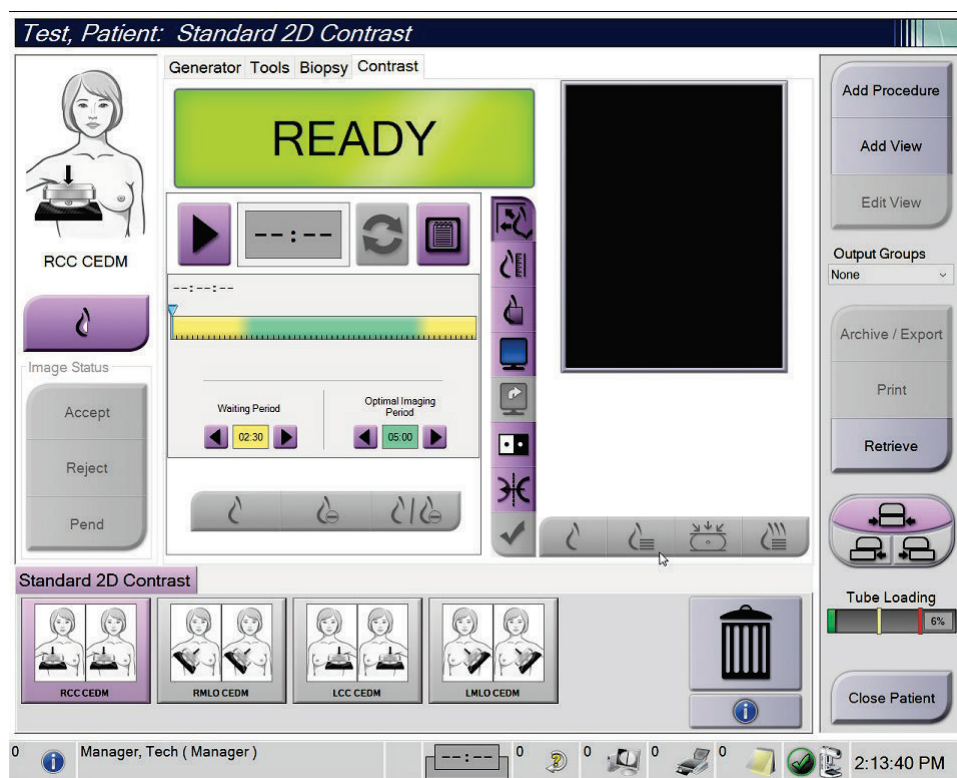 Test, Patient:  Standard 2D Contrast
Generator Tools Biopsy Contrast
READY
--:--
RCC CEDM
--:--:--
Image Status
Accept
Reject
Pend
Waiting Period
02:30
Optimal Imaging
Period
05:00
Add Procedure
Add View
Edit View
Output Groups
None
Archive / Export
Print
Retrieve
Tube Loading
6%
Close Patient
Standard 2D Contrast
RCC CEDM
RMLO CEDM
LCC CEDM
LMLO CEDM
0 Manager, Tech ( Manager ) --:-- 0 0 0 0 2:13:40 PM